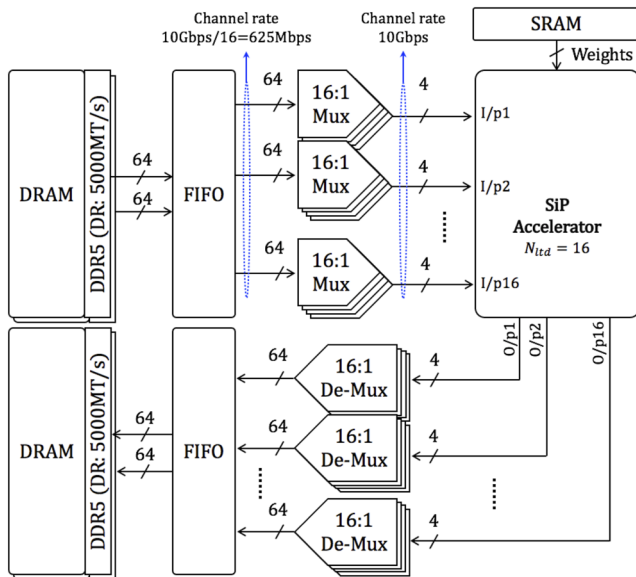 Channel rate
10Gbps/16=625Mbps
Channel rate
10Gbps
SRAM
Weights
DRAM
DDR5 (DR: 5000MT/s)
64
64
FIFO
64
16:1
Mux
4
I/p1
64
16:1
Mux
4
I/p2
SiP
Accelerator
N_ltd = 16
64
16:1
Mux
4
I/p16
O/p1
O/p2
O/p16
DRAM
DDR5 (DR: 5000MT/s)
64
64
FIFO
64
16:1
De-Mux
4
64
16:1
De-Mux
4
64
16:1
De-Mux
4